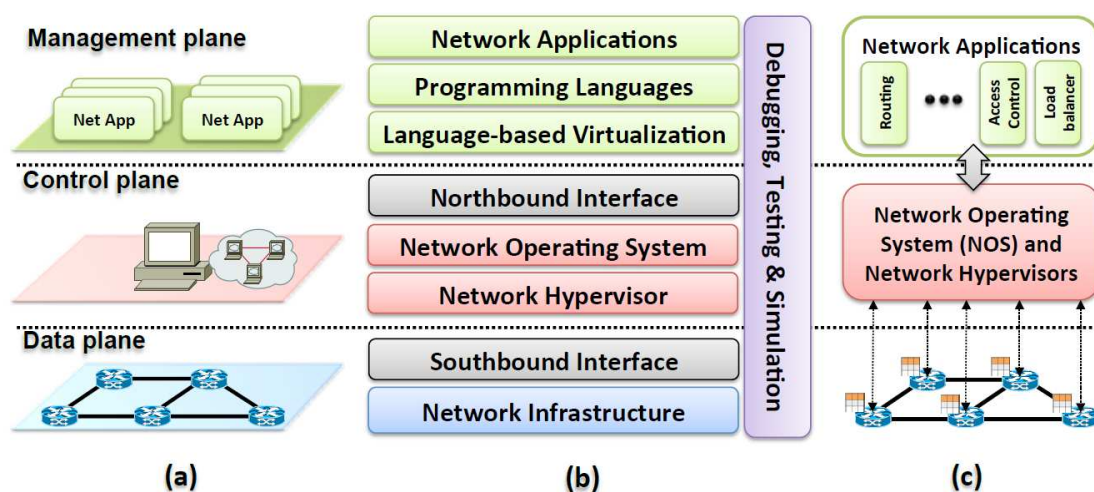 Management plane
Net App
Net App
Control plane
Data plane
(a)
Network Applications
Programming Languages
Language-based Virtualization
Northbound Interface
Network Operating System
Network Hypervisor
Southbound Interface
Network Infrastructure
Debugging, Testing & Simulation
(b)
Network Applications
Routing
Access
Control
Load
balancer
Network Operating
System (NOS) and
Network Hypervisors
(c)